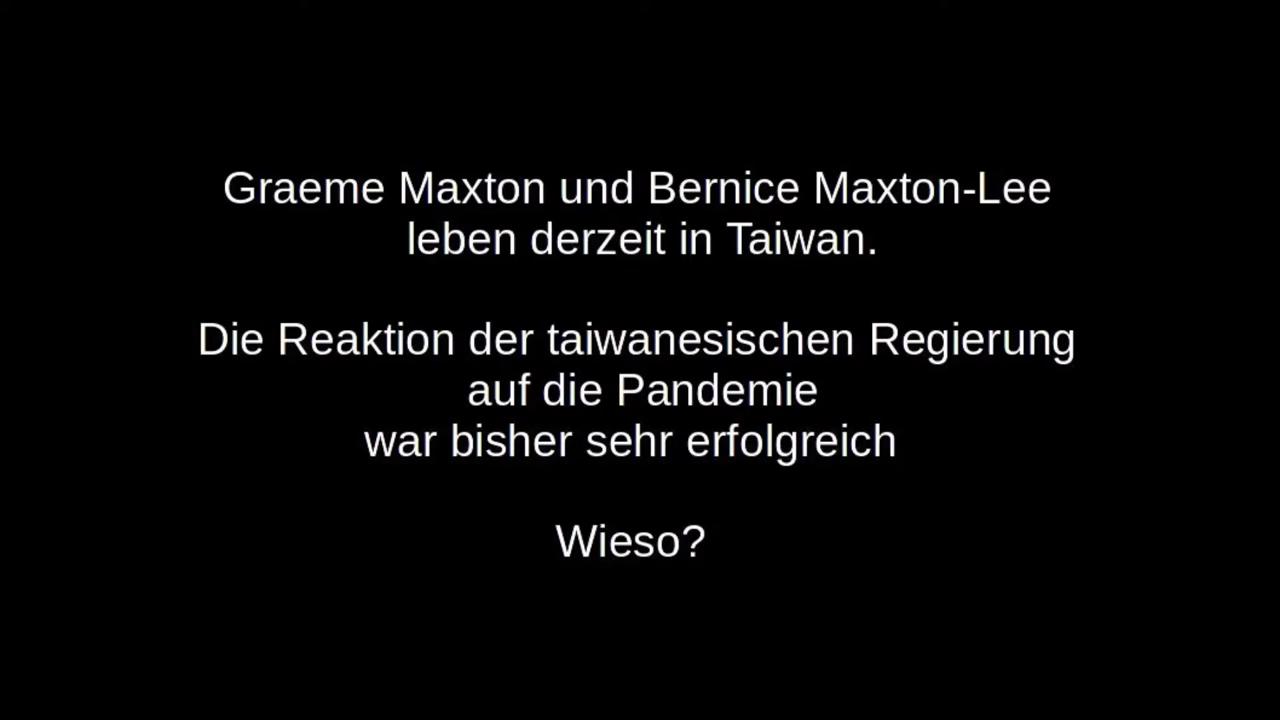 Graeme Maxton und Bernice Maxton-Lee
leben derzeit in Taiwan.
Die Reaktion der taiwanesischen Regierung
auf die Pandemie
war bisher sehr erfolgreich
Wieso?